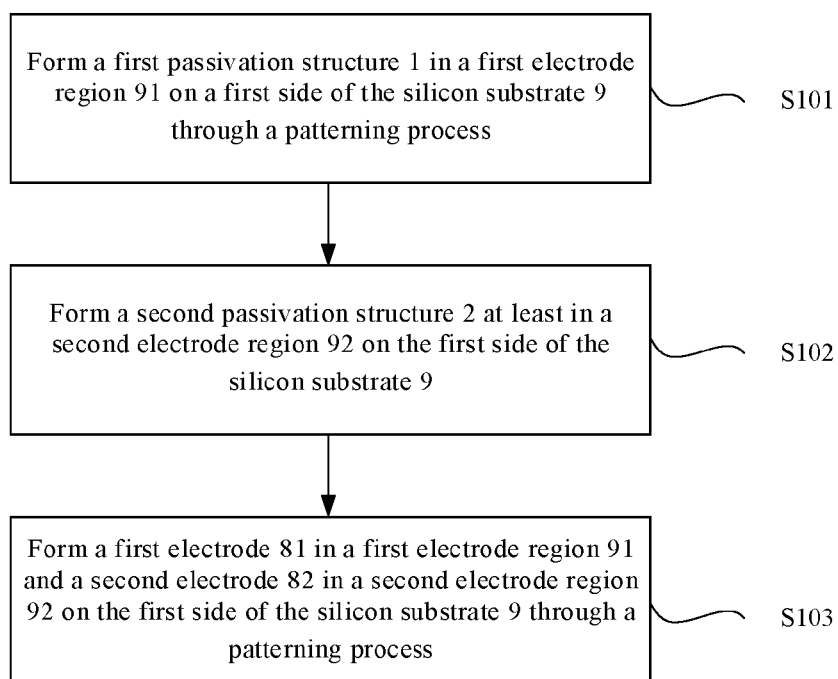 Form a first passivation structure 1 in a first electrode
region 91 on a first side of the silicon substrate 9
through a patterning process
S101
Form a second passivation structure 2 at least in a
second electrode region 92 on the first side of the
silicon substrate 9
S102
Form a first electrode 81 in a first electrode region 91
and a second electrode 82 in a second electrode region
92 on the first side of the silicon substrate 9 through a
patterning process
S103